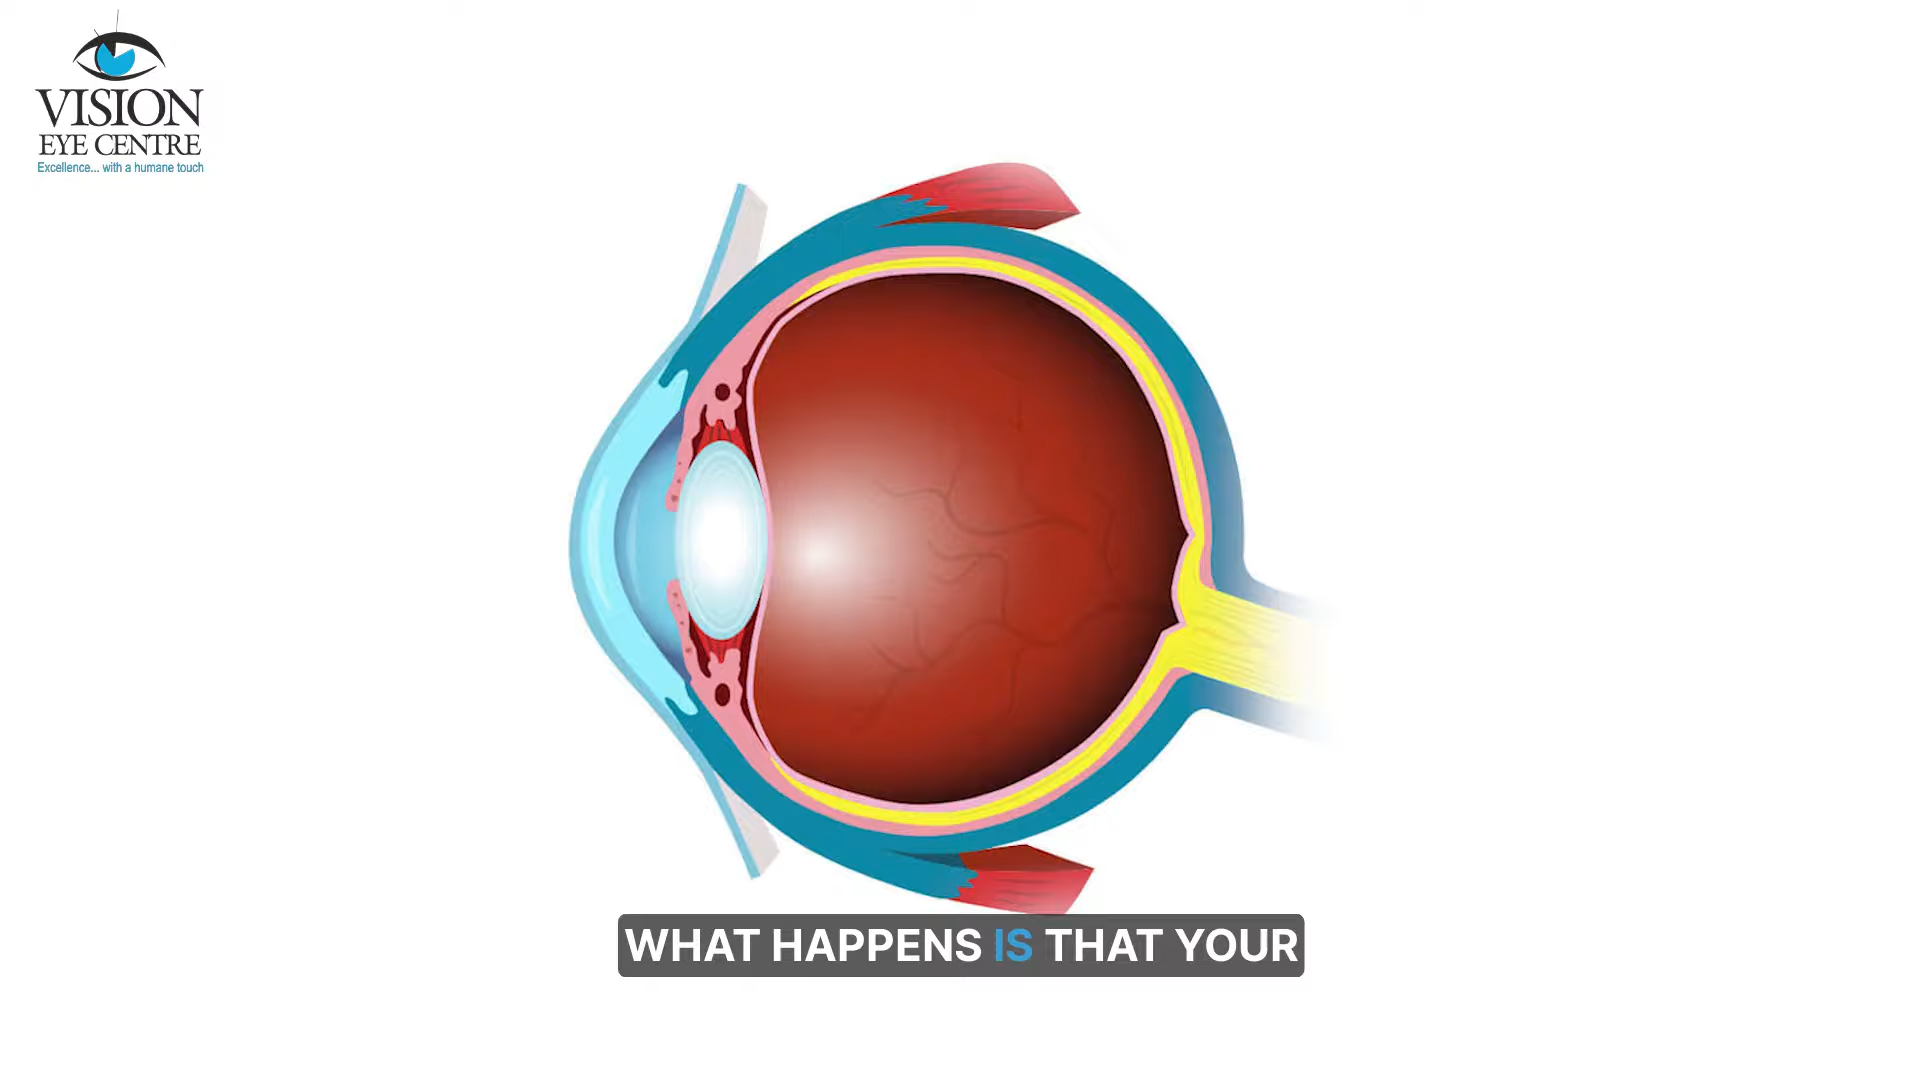 VISION
EYE CENTRE
Excellence... with a humane touch
WHAT HAPPENS IS THAT YOUR